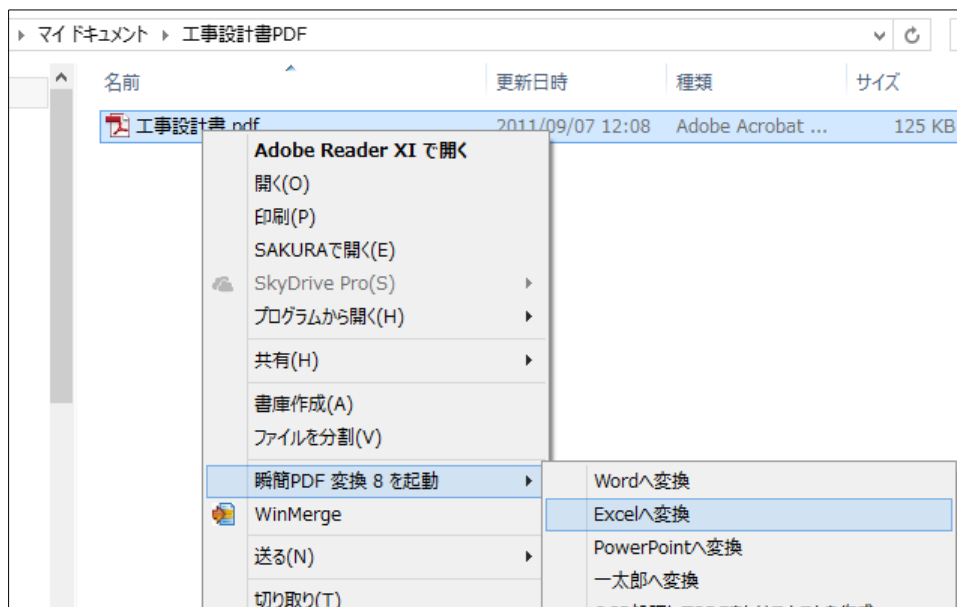 マイ ドキュメント 工事設計書PDF
名前 更新日時 種類 サイズ
工事設計書.pdf 2011/09/07 12:08 Adobe Acrobat ... 125 KB
Adobe Reader XI で開く
開く(O)
印刷(P)
SAKURAで開く(E)
SkyDrive Pro(S)
プログラムから開く(H)
共有(H)
書庫作成(A)
ファイルを分割(V)
瞬簡PDF 変換 8 を起動
Wordへ変換
Excelへ変換
WinMerge
PowerPointへ変換
送る(N)
一太郎へ変換
切り取り(T)